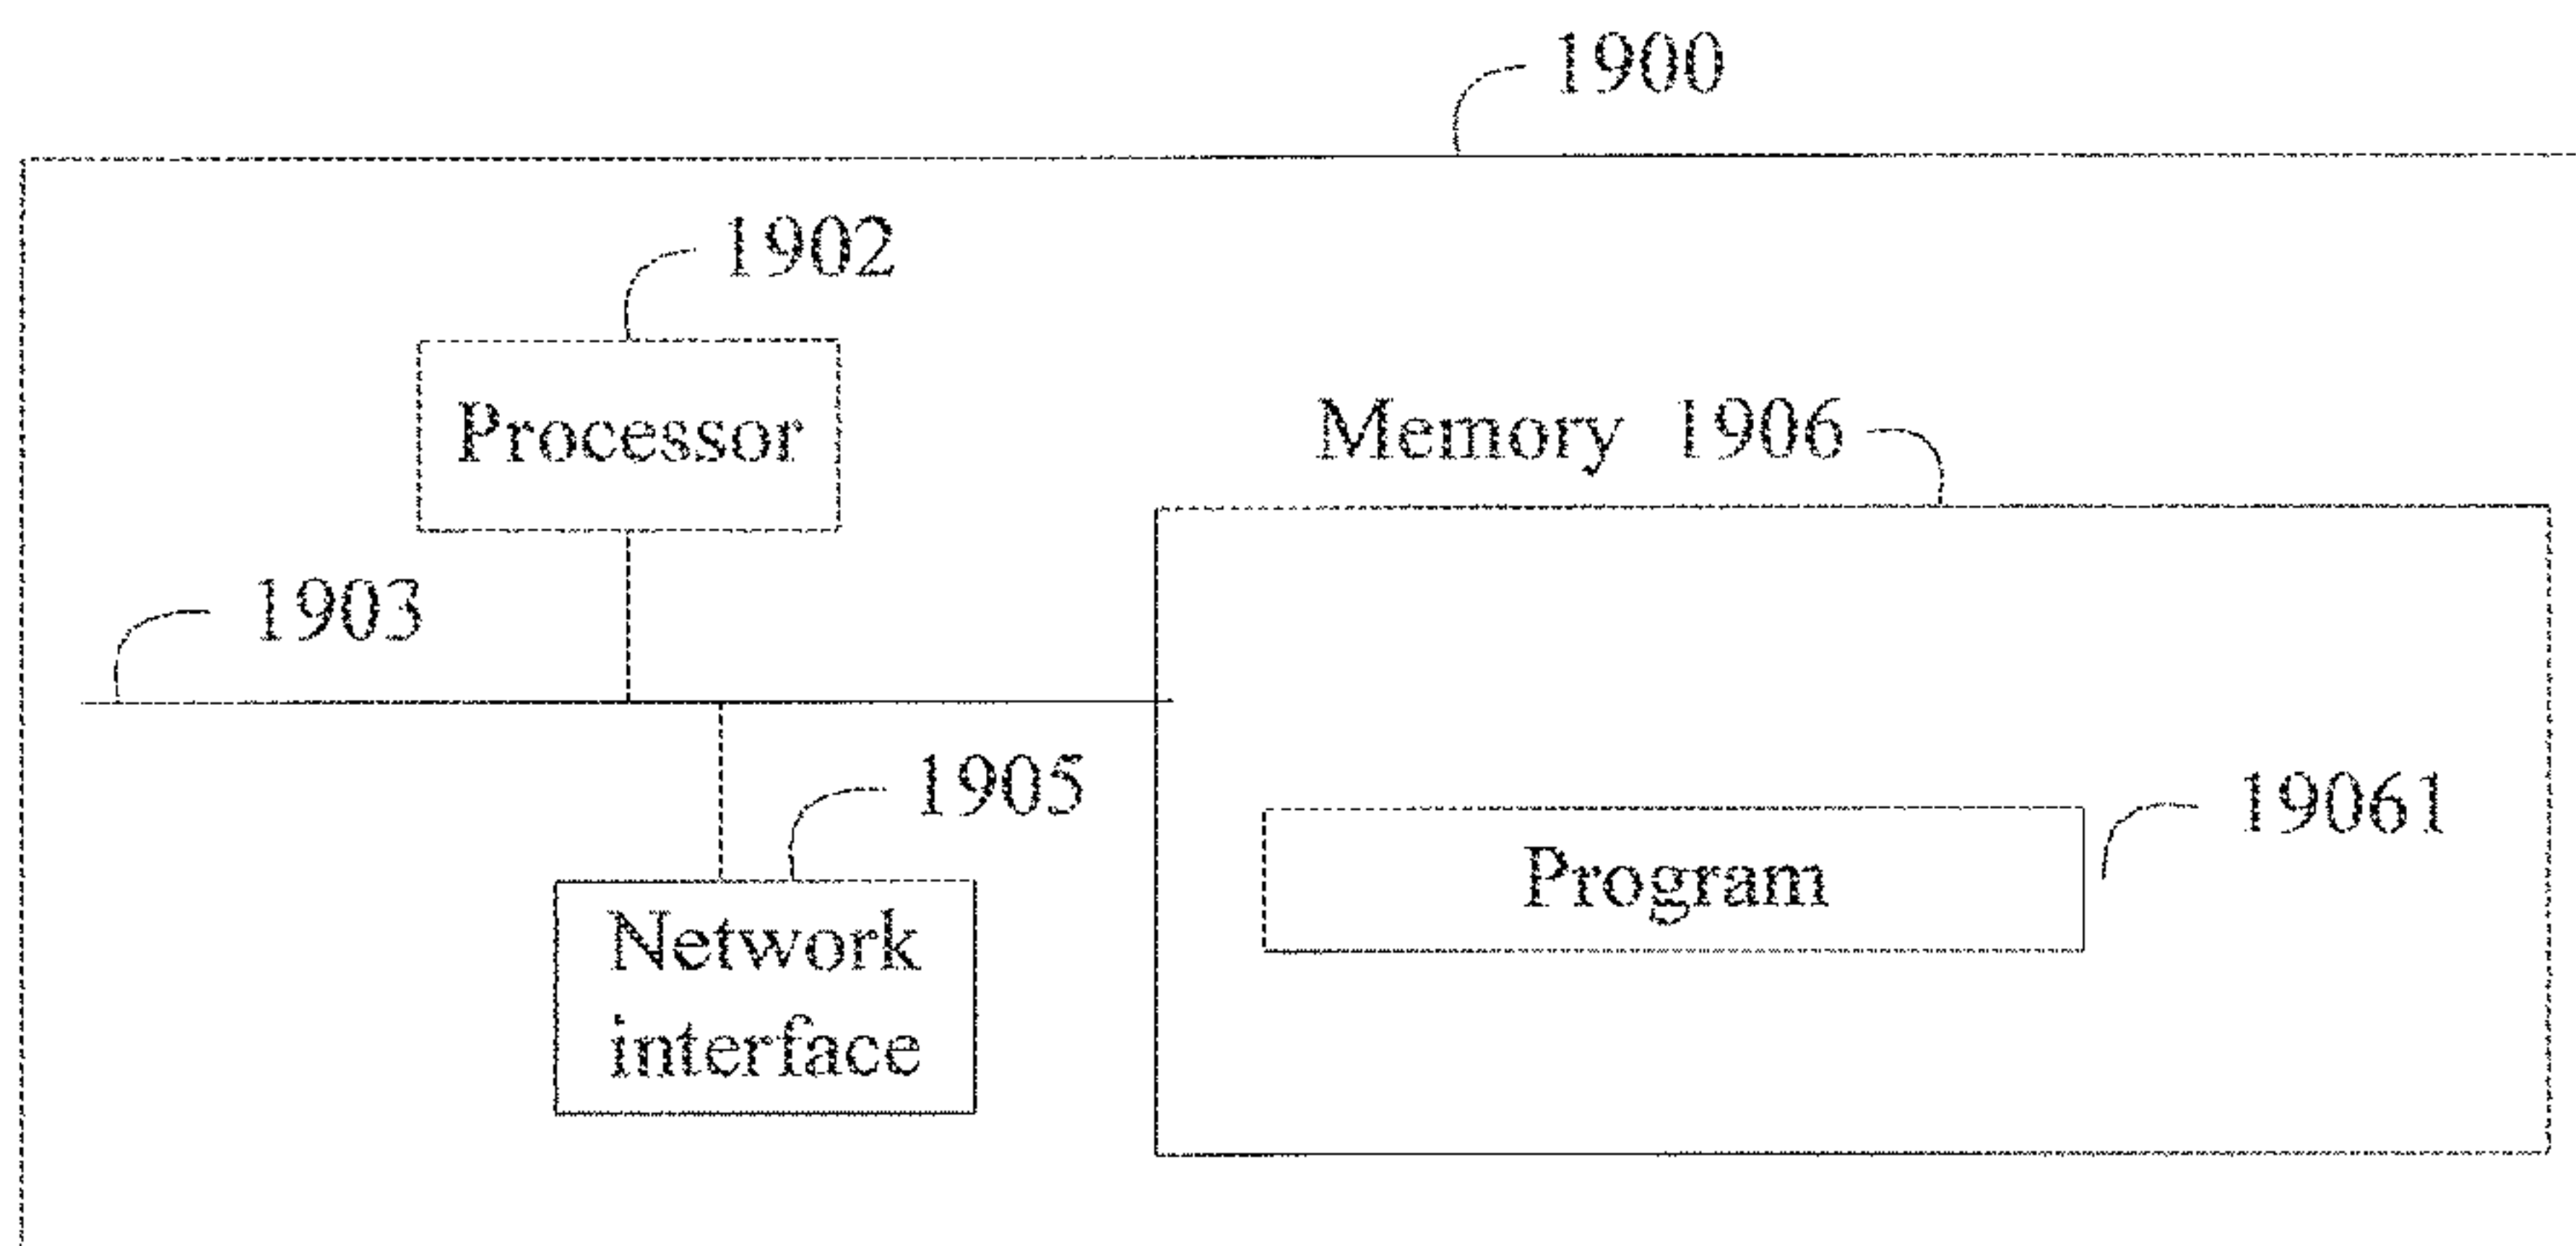 1900
1902
Processor
Memory 1906
1903
1905
19061
Program
Network
interface